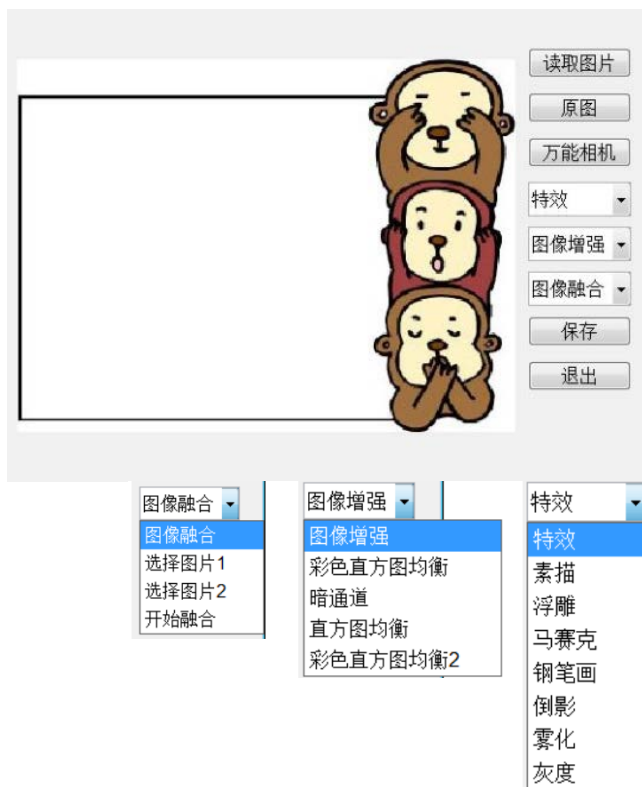 读取图片
原图
万能相机
特效
图像增强
图像融合
保存
退出
图像融合
图像融合
选择图片1
选择图片2
开始融合
图像增强
图像增强
彩色直方图均衡
暗通道
直方图均衡
彩色直方图均衡2
特效
特效
素描
浮雕
马赛克
钢笔画
倒影
雾化
灰度